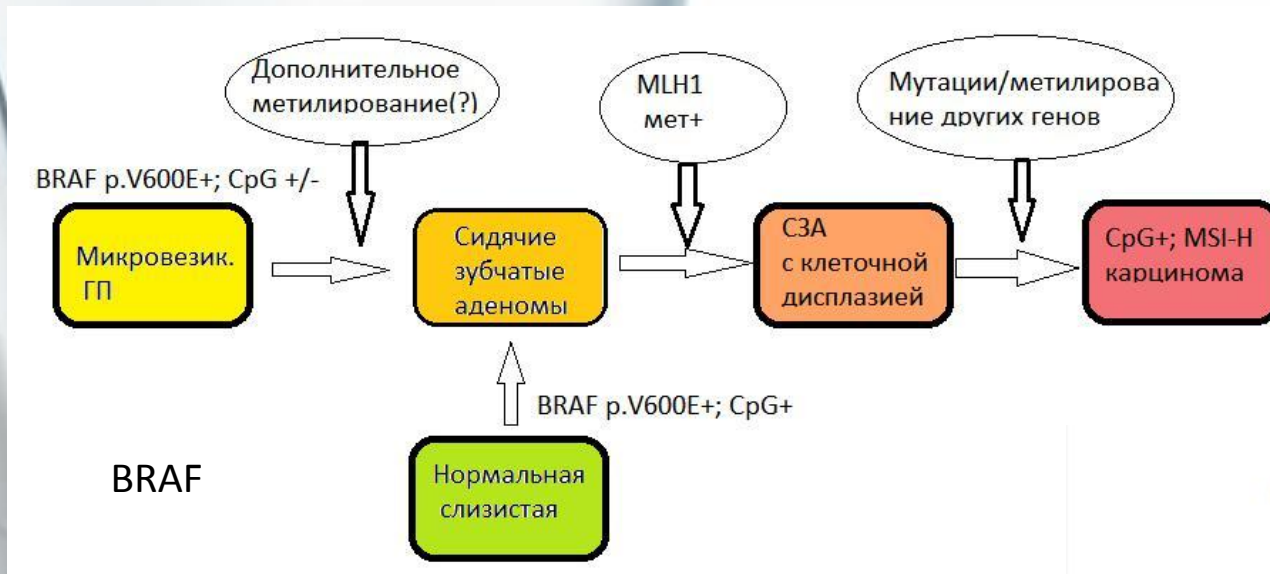 Дополнительное
метилирование(?)
MLH1
мет+
Мутации/метилирова
ние других генов
BRAF p.V600E+; CpG +/-
Микровезик.
ГП
Сидячие
зубчатые
аденомы
СЗА
с клеточной
дисплазией
CpG+; MSI-H
карцинома
BRAF p.V600E+; CpG+
BRAF
Нормальная
слизистая